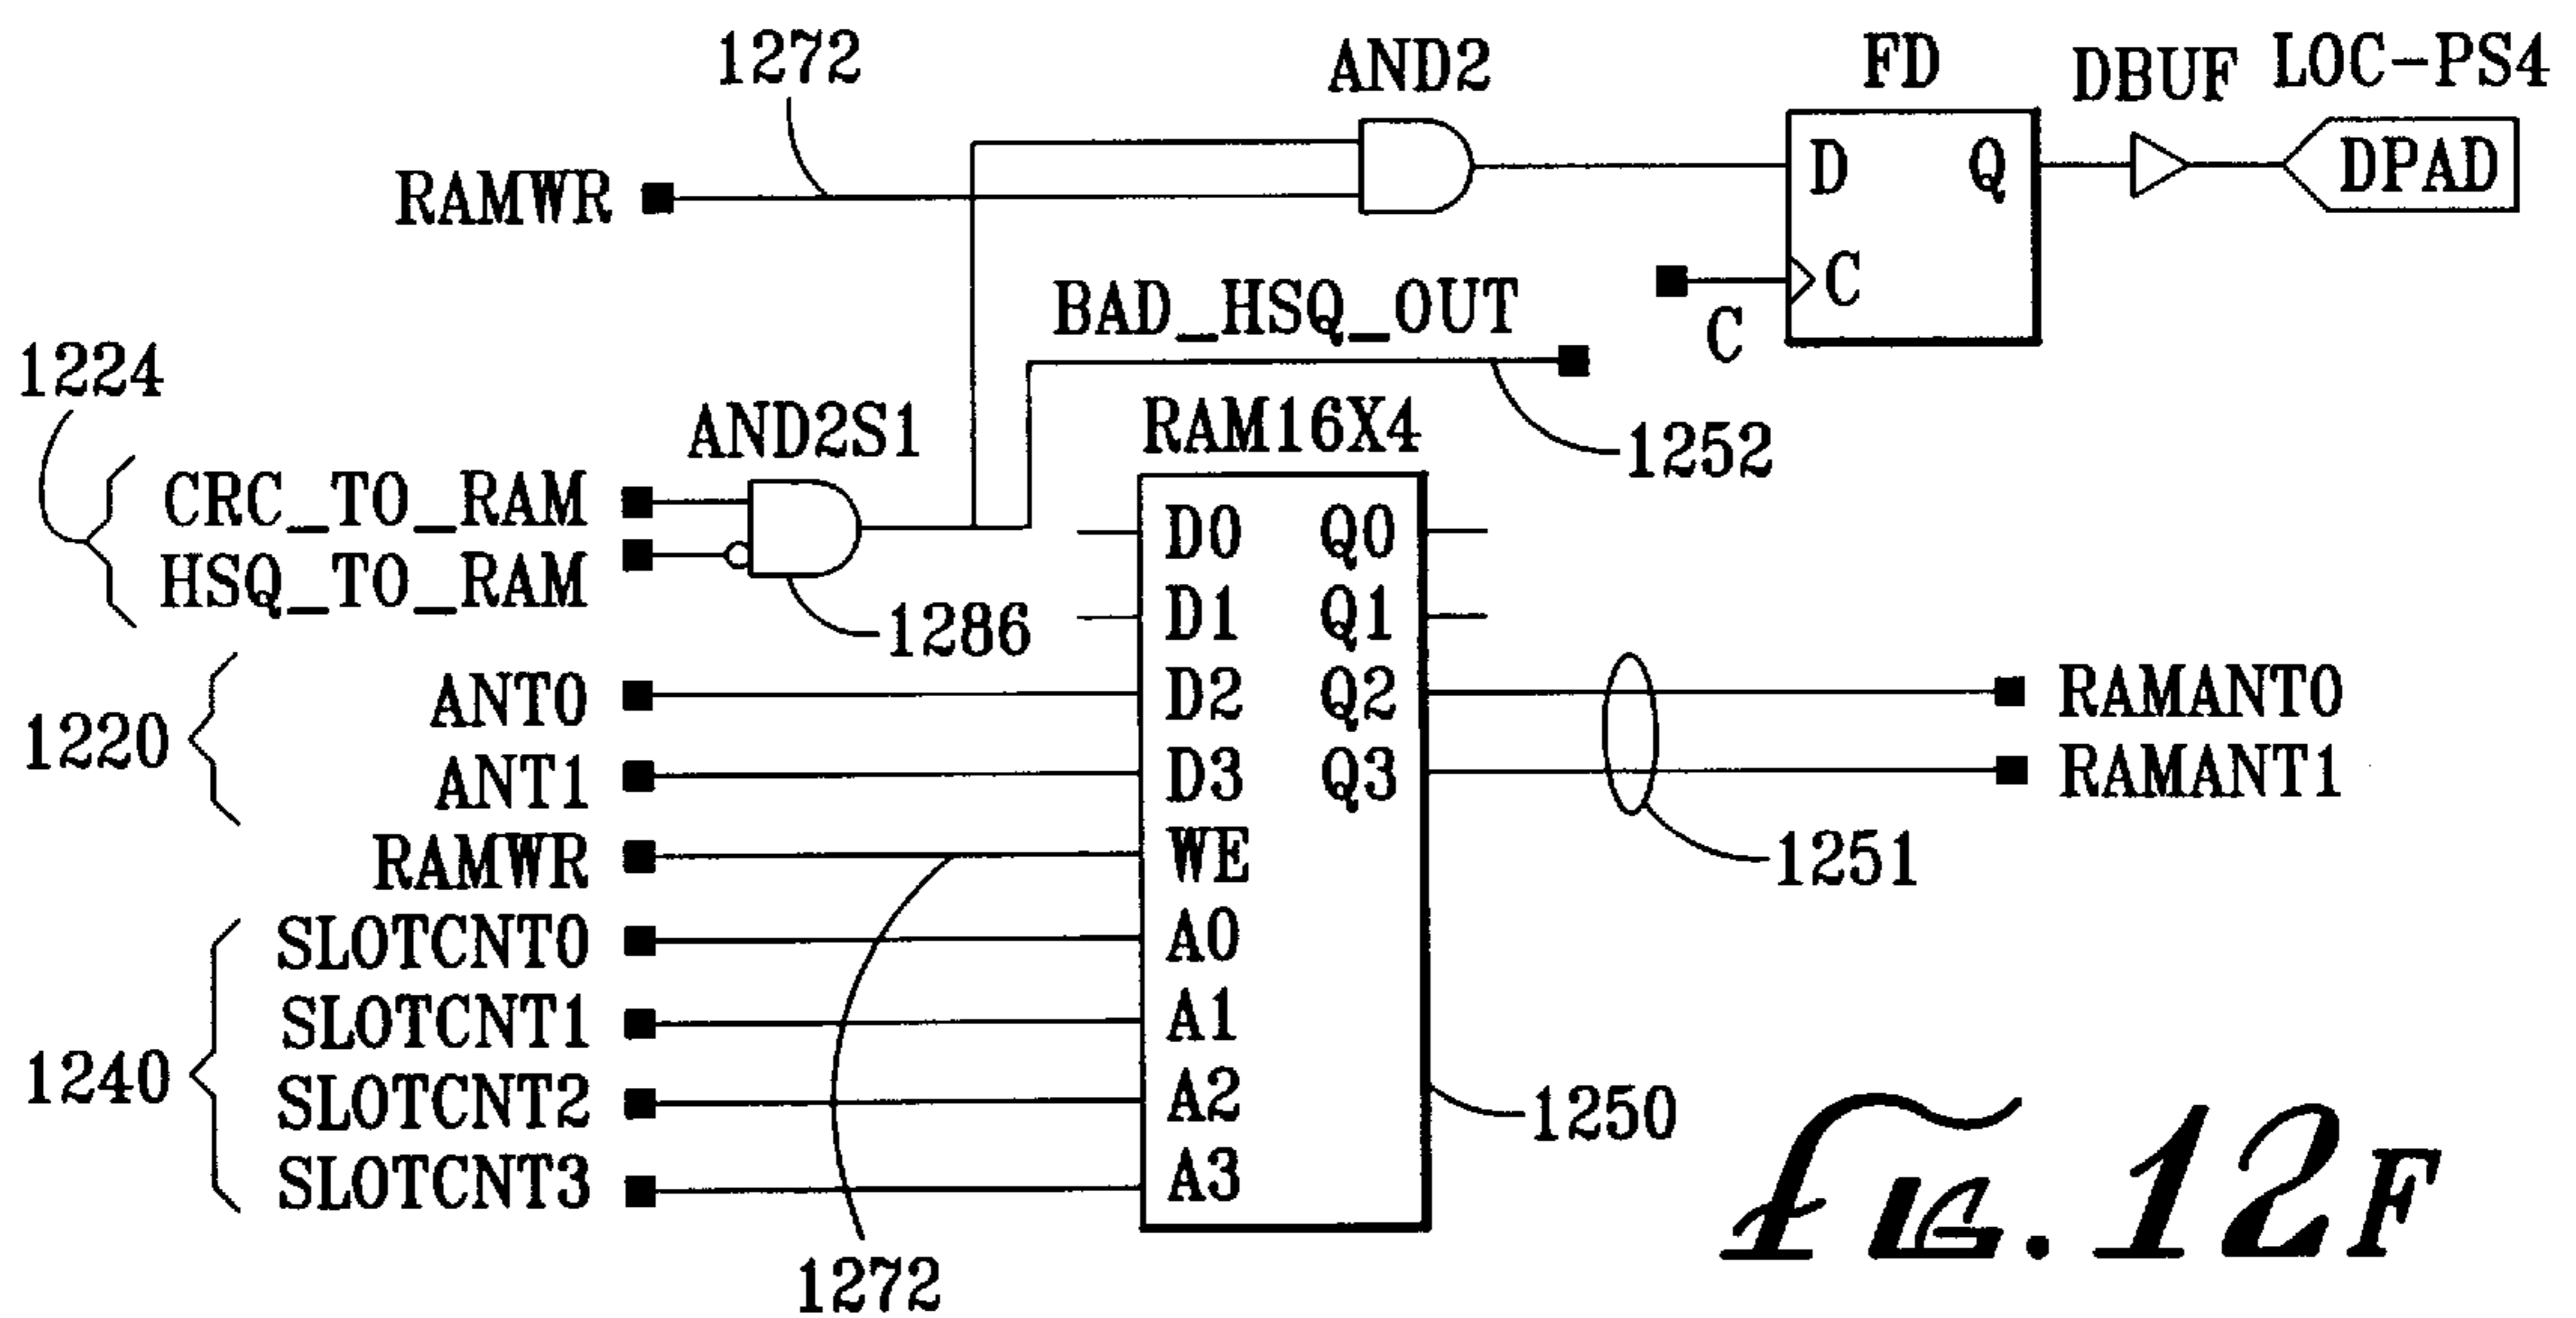 1272
AND2
FD
DBUF
LOC-PS4
RAMWR
D
Q
DPAD
C
C
BAD_HSQ_OUT
1252
1224
AND2S1
RAM16X4
CRC_TO_RAM
HSQ_TO_RAM
1286
D0 Q0
D1 Q1
1220
ANT0
D2 Q2
RAMANT0
ANT1
D3 Q3
RAMANT1
RAMWR
WE
1251
1240
SLOTCNT0
A0
SLOTCNT1
A1
SLOTCNT2
A2
1250
SLOTCNT3
A3
1272
FIG. 12F